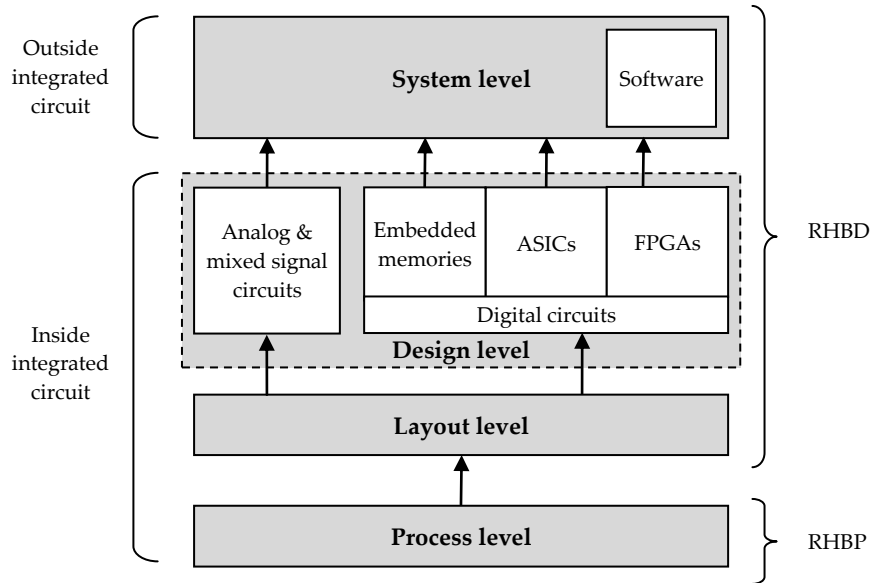 Outside
integrated
circuit
System level
Software
Analog &
mixed signal
circuits
Embedded
memories
ASICs
FPGAs
Digital circuits
Design level
RHBD
Inside
integrated
circuit
Layout level
Process level
RHBP